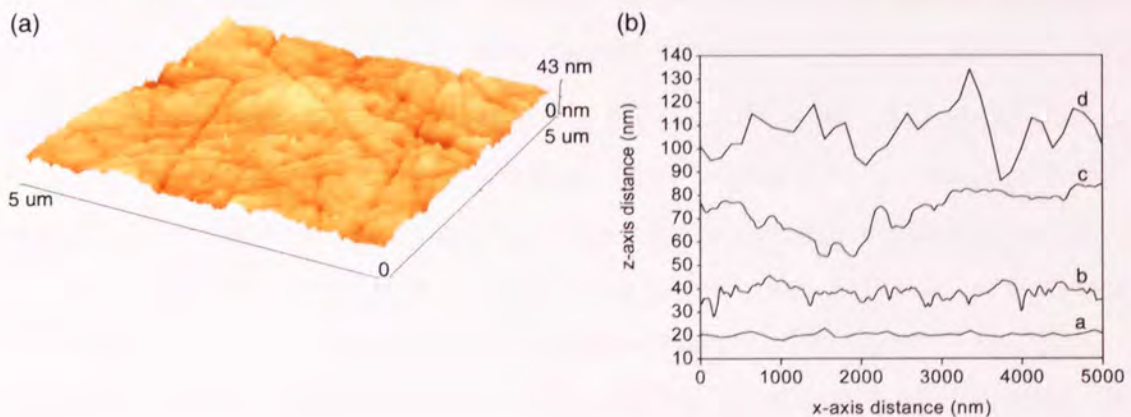 (a)
43 nm
0 nm
5 um
5 um
0
(b)
140
130
120
110
100
90
80
70
60
50
40
30
20
10
z-axis distance (nm)
d
c
b
a
0
1000
2000
3000
4000
5000
x-axis distance (nm)